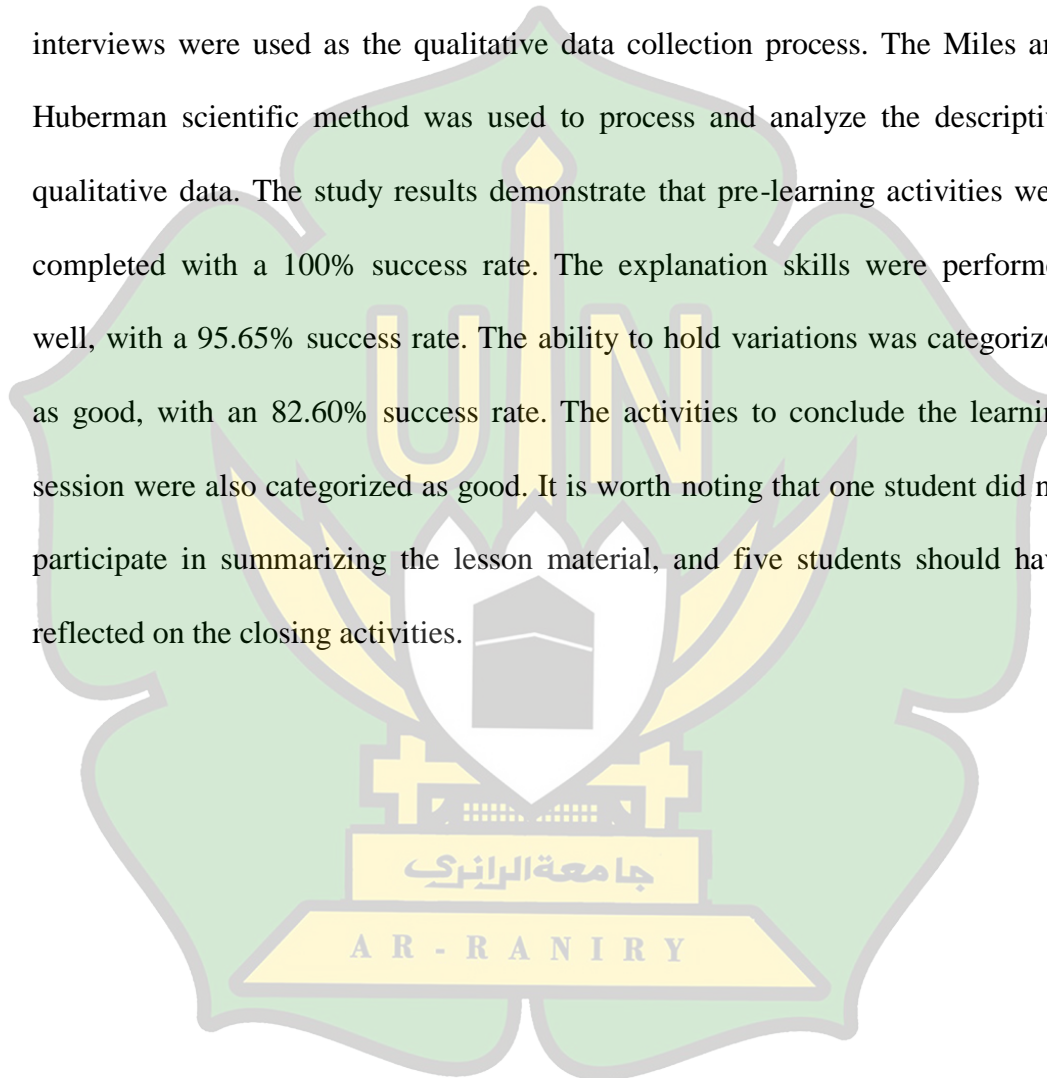 interviews were used as the qualitative data collection process. The Miles an
Huberman scientific method was used to process and analyze the descripti
qualitative data. The study results demonstrate that pre-learning activities we
completed with a 100% success rate. The explanation skills were performe
well, with a 95.65% success rate. The ability to hold variations was categorize
as good, with an 82.60% success rate. The activities to conclude the learnin
session were also categorized as good. It is worth noting that one student did n
participate in summarizing the lesson material, and five students should hav
reflected on the closing activities.
UIN
جامعةالرانري
AR-RANIRY